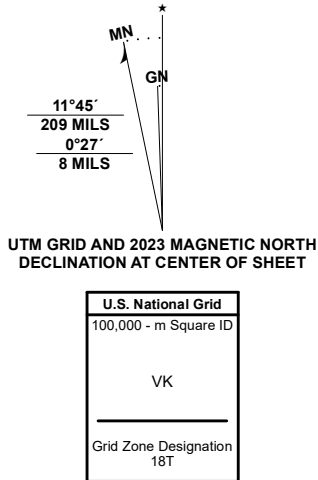 MN
GN
11°45´
209 MILS
0°27´
8 MILS
UTM GRID AND 2023 MAGNETIC NORTH
DECLINATION AT CENTER OF SHEET
U.S. National Grid
100,000 - m Square ID
VK
Grid Zone Designation
18T